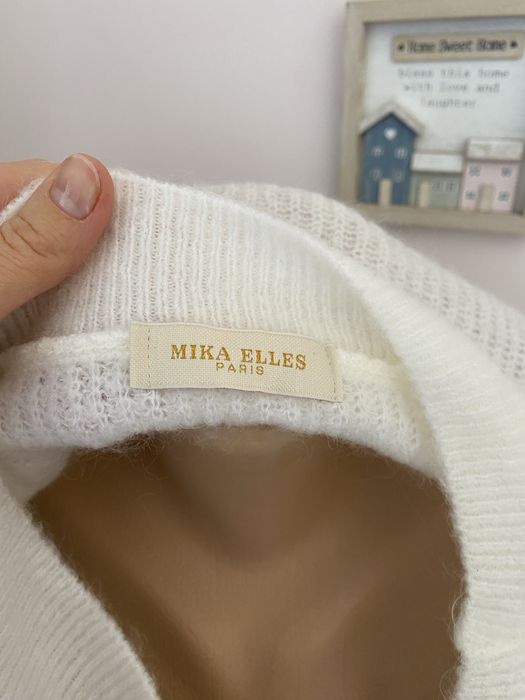 Home Sweet Home
bless this home
with love and
laughter
MIKA ELLES
PARIS